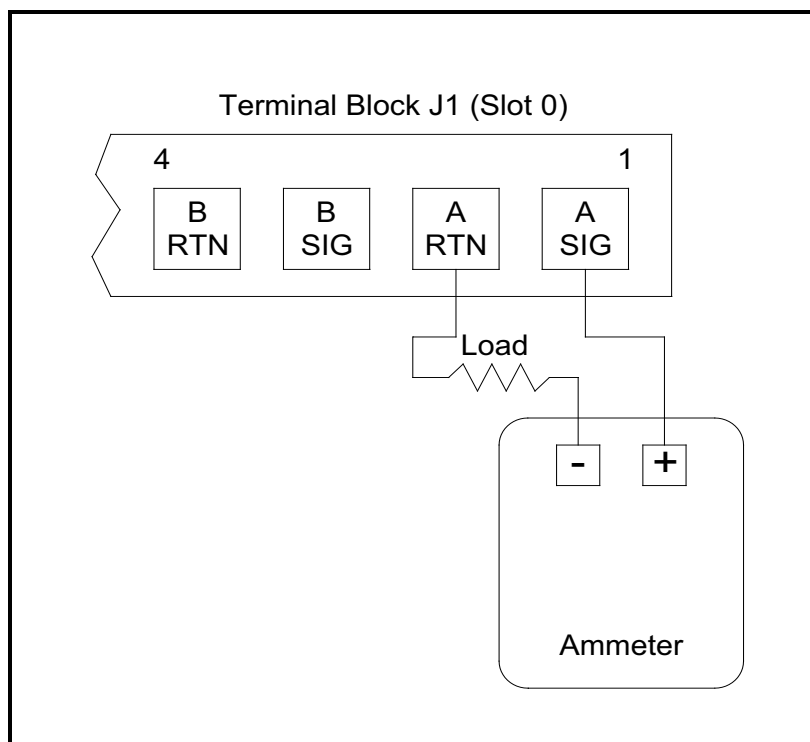 Terminal Block J1 (Slot 0)
4 1
B RTN
B SIG
A RTN
A SIG
Load
- +
Ammeter